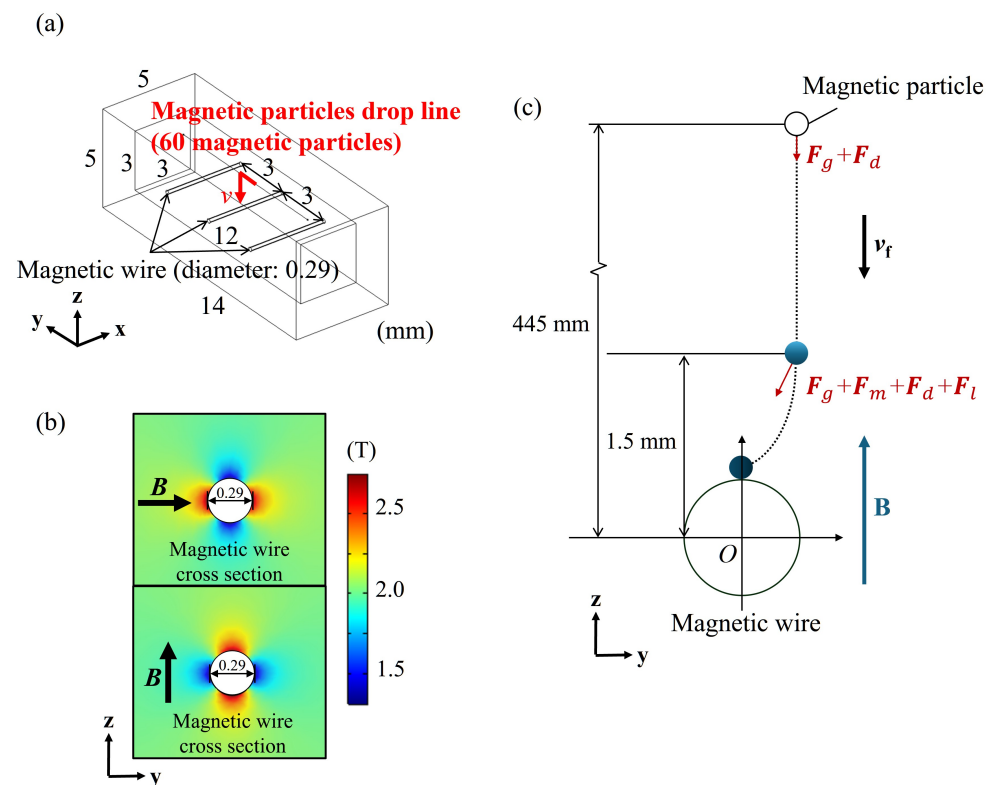 (a)
5
Magnetic particles drop line
(60 magnetic particles)
5
3
3
3
v
3
12
Magnetic wire (diameter: 0.29)
14
z
y
x
(mm)
(b)
(T)
B
0.29
Magnetic wire
cross section
2.5
2.0
1.5
B
0.29
Magnetic wire
cross section
z
y
(c)
Magnetic particle
F_g+F_d
v_f
445 mm
F_g+F_m+F_d+F_l
1.5 mm
B
O
Magnetic wire
z
y